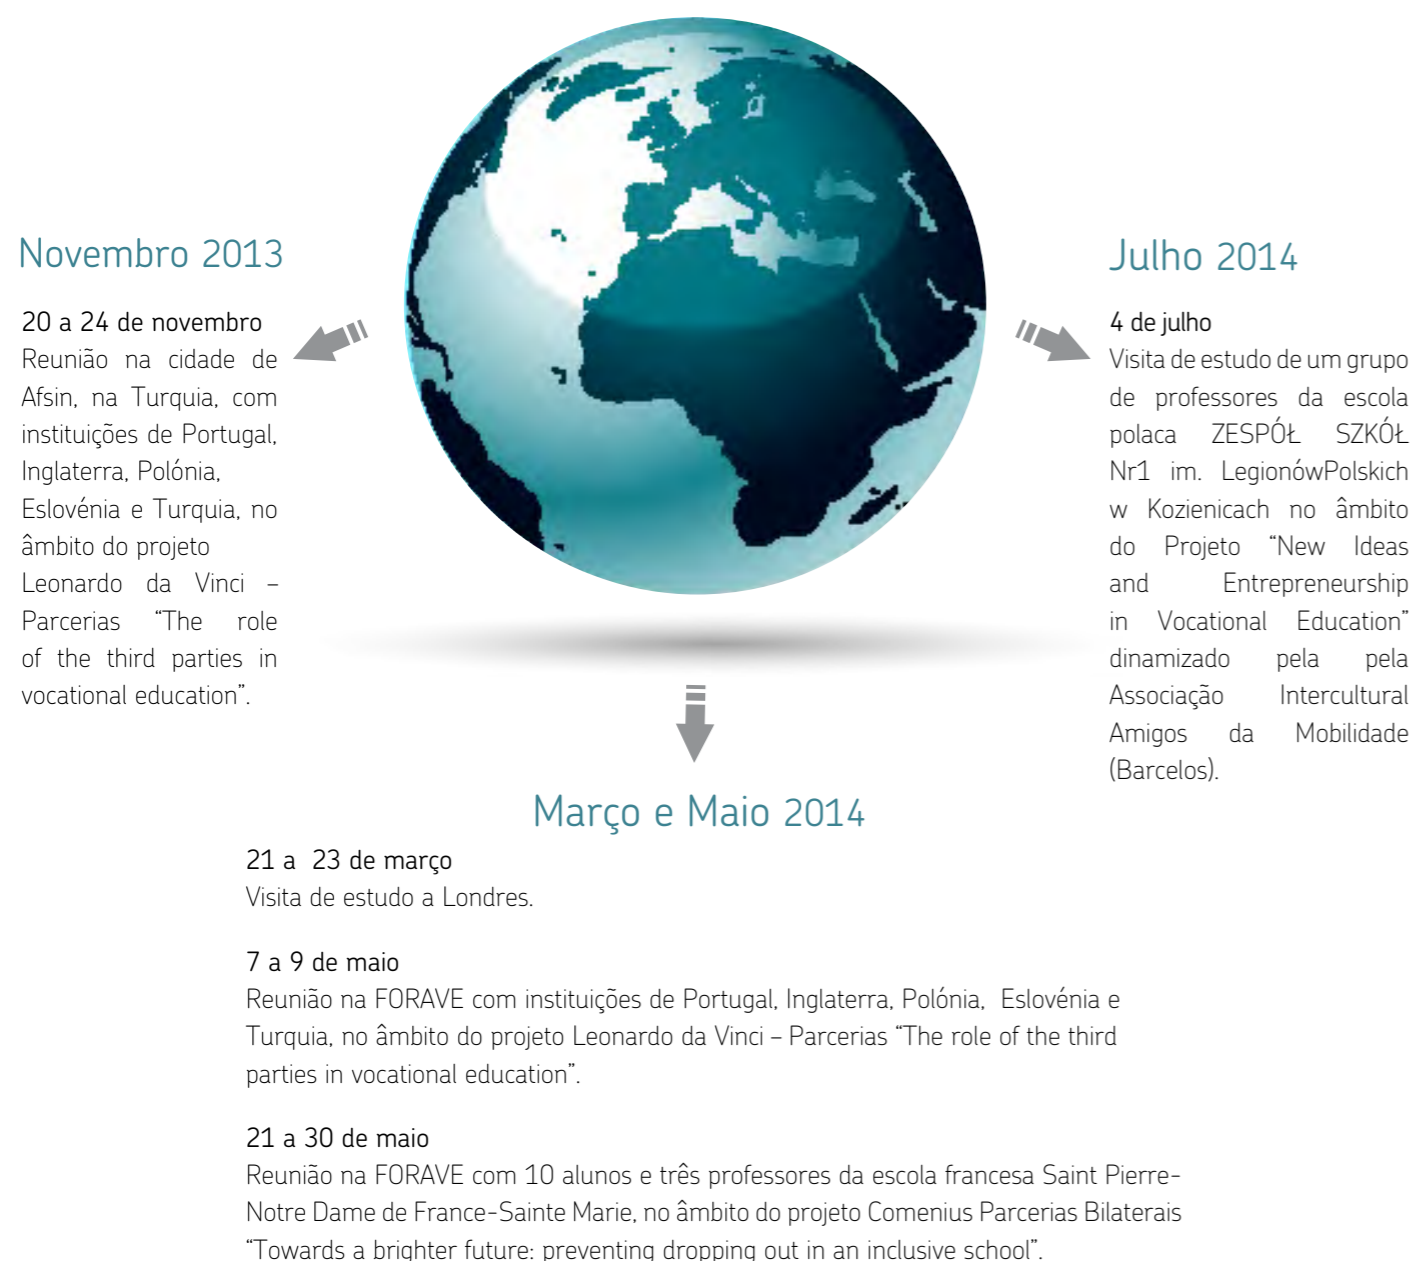 Novembro 2013
20 a 24 de novembro
Reunião na cidade de
Afsin, na Turquia, com
instituições de Portugal,
Inglaterra, Polónia,
Eslovénia e Turquia, no
âmbito do projeto
Leonardo da Vinci –
Parcerias “The role
of the third parties in
vocational education”.
Julho 2014
4 de julho
Visita de estudo de um grupo
de professores da escola
polaca ZESPÓŁ SZKÓŁ
Nr1 im. LegionówPolskich
w Kozienicach no âmbito
do Projeto “New Ideas
and Entrepreneurship
in Vocational Education”
dinamizado pela pela
Associação Intercultural
Amigos da Mobilidade
(Barcelos).
Março e Maio 2014
21 a 23 de março
Visita de estudo a Londres.
7 a 9 de maio
Reunião na FORAVE com instituições de Portugal, Inglaterra, Polónia, Eslovénia e
Turquia, no âmbito do projeto Leonardo da Vinci – Parcerias “The role of the third
parties in vocational education”.
21 a 30 de maio
Reunião na FORAVE com 10 alunos e três professores da escola francesa Saint Pierre-
Notre Dame de France-Sainte Marie, no âmbito do projeto Comenius Parcerias Bilaterais
“Towards a brighter future: preventing dropping out in an inclusive school”.